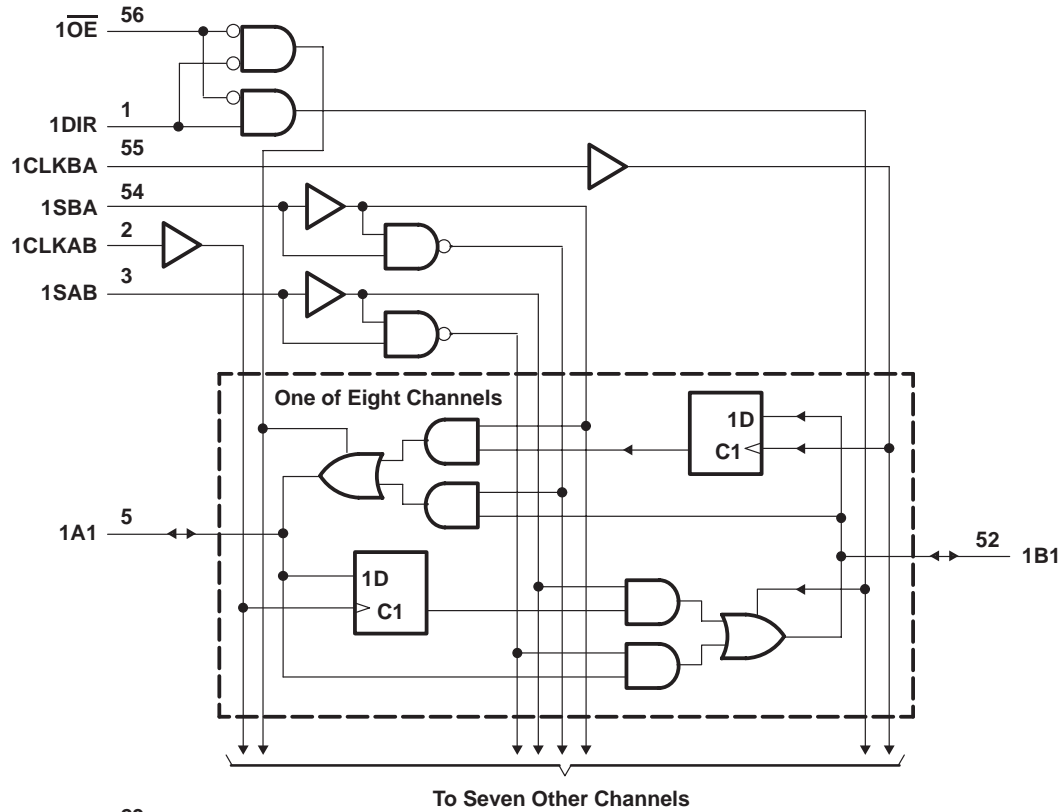 56
1OE
1
1DIR
55
1CLKBA
54
1SBA
2
1CLKAB
3
1SAB
One of Eight Channels
1D
C1
5
1A1
52
1B1
1D
C1
To Seven Other Channels